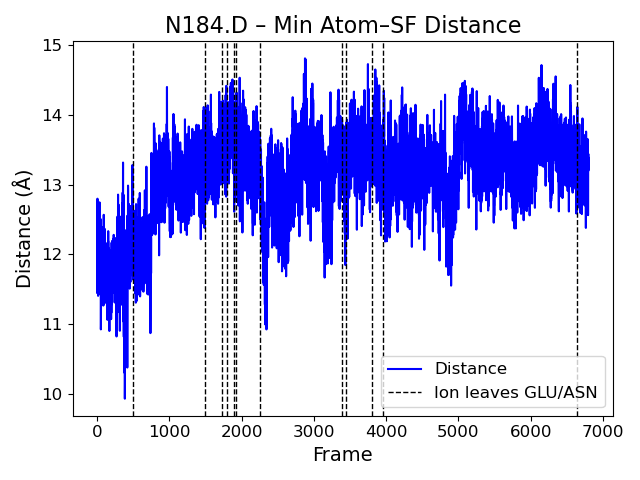 N184.D – Min Atom–SF Distance
Distance (Å)
15
14
13
12
11
10
0 1000 2000 3000 4000 5000 6000 7000
Frame
Distance
Ion leaves GLU/ASN